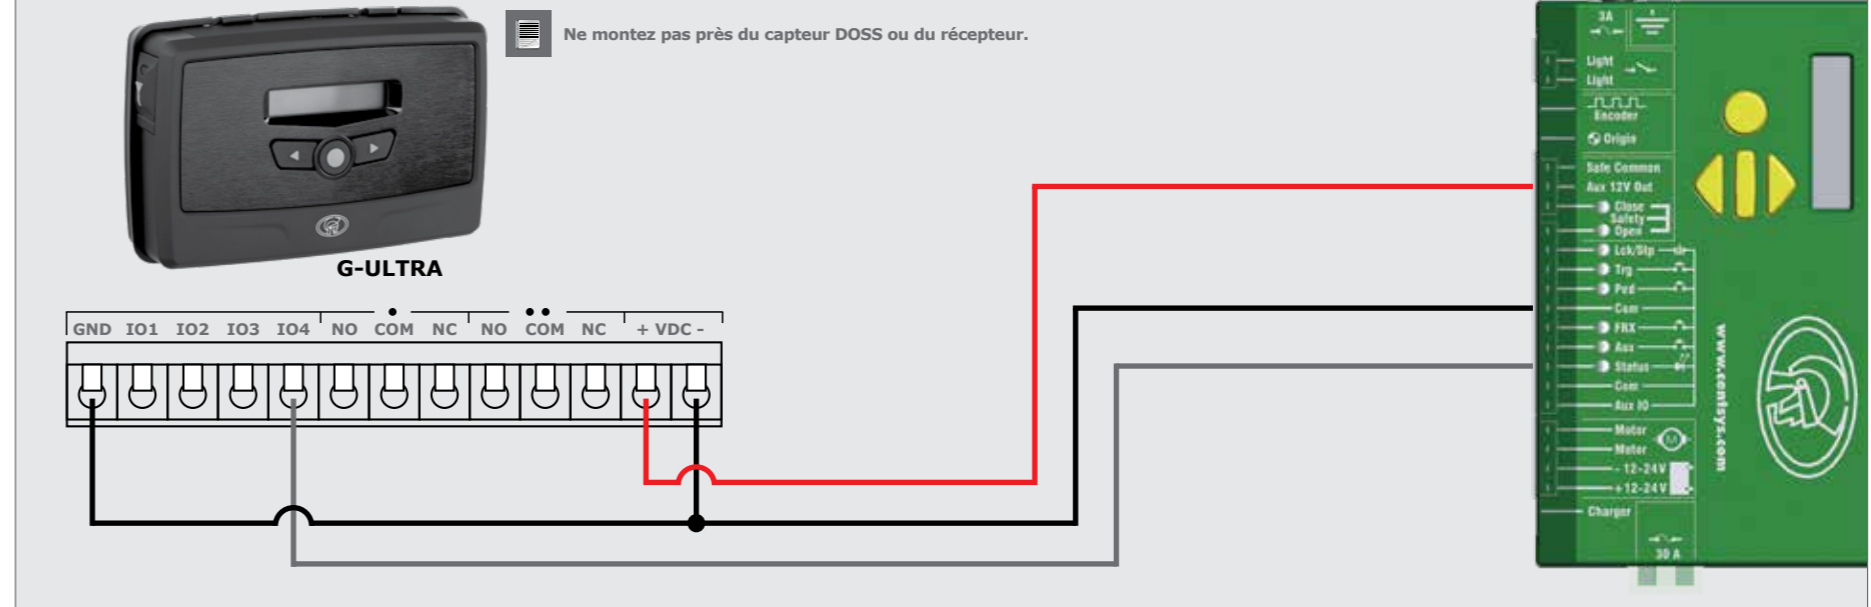 Ne montez pas près du capteur DOSS ou du récepteur.
G-ULTRA
GND IO1 IO2 IO3 IO4 NO COM NC NO COM NC + VDC -
3A
Light
Light
Encoder
Origin
Safe Common
Aux 12V Out
Close
Safety
Open
Lck/Stp
Trg
Ped
Com
FRX
Aux
Status
Com
Aux IO
Motor
Motor
M
- 12-24V
+12-24V
Charger
30 A
www.centsys.com